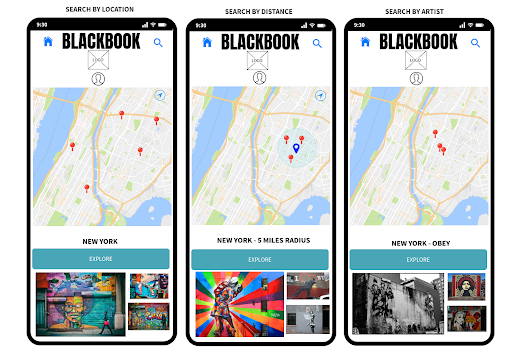 SEARCH BY LOCATION
9:30
BLACKBOOK
LOGO
NEW YORK
EXPLORE
SEARCH BY DISTANCE
9:30
BLACKBOOK
LOGO
NEW YORK - 5 MILES RADIUS
EXPLORE
SEARCH BY ARTIST
9:30
BLACKBOOK
LOGO
NEW YORK - OBEY
EXPLORE